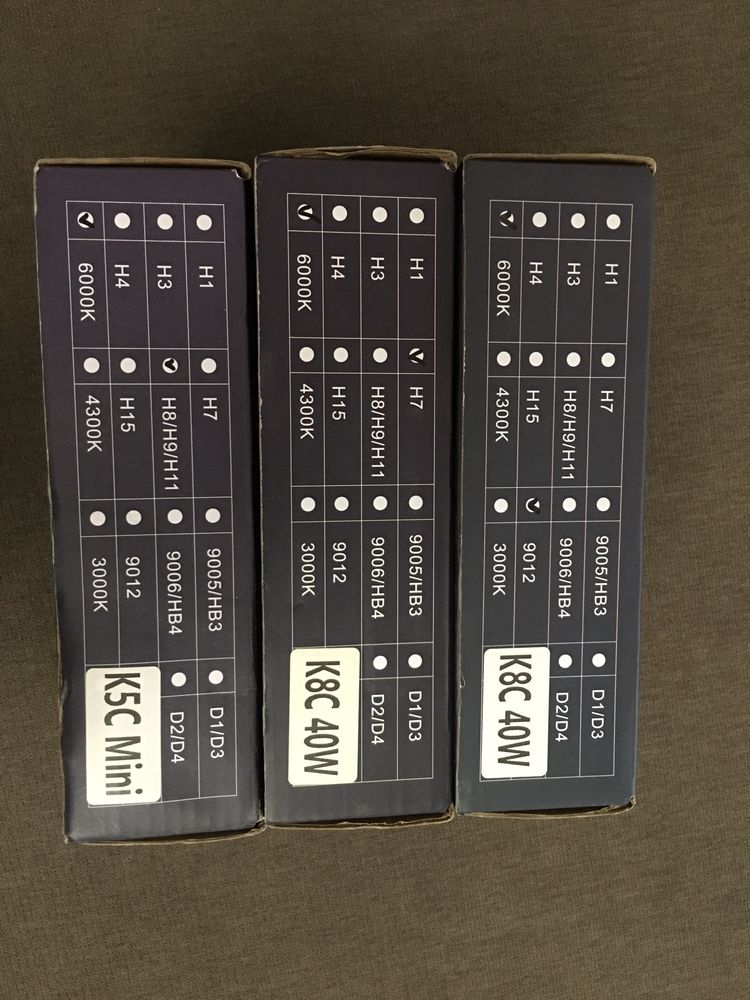 H1 H7 9005/HB3 D1/D3
H3 H8/H9/H11 9006/HB4 D2/D4
H4 H15 9012
6000K 4300K 3000K
K8C 40W
H1 H7 9005/HB3 D1/D3
H3 H8/H9/H11 9006/HB4 D2/D4
H4 H15 9012
6000K 4300K 3000K
K8C 40W
H1 H7 9005/HB3 D1/D3
H3 H8/H9/H11 9006/HB4 D2/D4
H4 H15 9012
6000K 4300K 3000K
K5C Mini